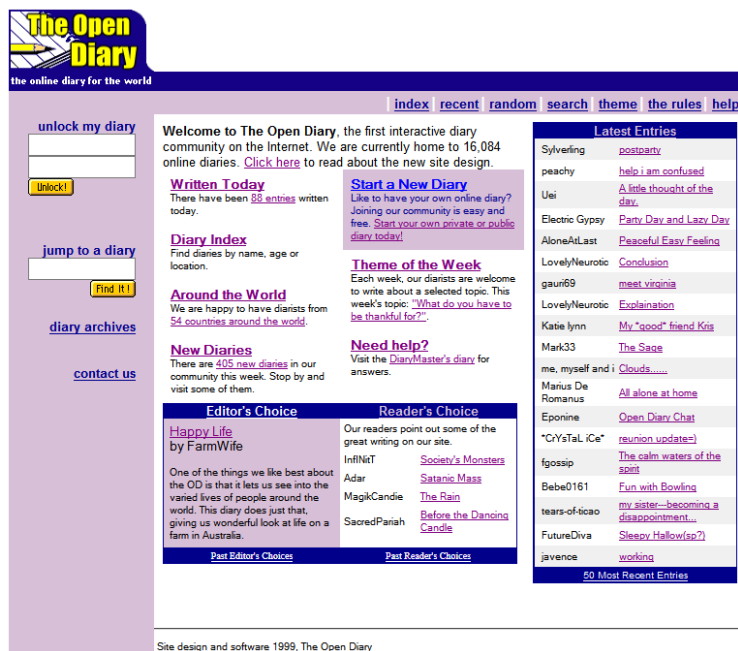 The Open
Diary
the online diary for the world
index recent random search theme the rules help
unlock my diary
Unlock!
jump to a diary
Find It !
diary archives
contact us
Welcome to The Open Diary, the first interactive diary
community on the Internet. We are currently home to 16,084
online diaries. Click here to read about the new site design.
Written Today
There have been 88 entries written
today.
Diary Index
Find diaries by name, age or
location.
Around the World
We are happy to have diarists from
54 countries around the world.
New Diaries
There are 405 new diaries in our
community this week. Stop by and
visit some of them.
Start a New Diary
Like to have your own online diary?
Joining our community is easy and
free. Start your own private or public
diary today!
Theme of the Week
Each week, our diarists are welcome
to write about a selected topic. This
week's topic: "What do you have to
be thankful for?".
Need help?
Visit the DiaryMaster's diary for
answers.
Editor's Choice
Happy Life
by FarmWife
One of the things we like best about
the OD is that it lets us see into the
varied lives of people around the
world. This diary does just that,
giving us wonderful look at life on a
farm in Australia.
Past Editor's Choices
Reader's Choice
Our readers point out some of the
great writing on our site.
InflNitT Society's Monsters
Adar Satanic Mass
MagikCandie The Rain
SacredPariah Before the Dancing
Candle
Past Reader's Choices
Latest Entries
Sylverling postparty
peachy help i am confused
Uei A little thought of the
day.
Electric Gypsy Party Day and Lazy Day
AloneAtLast Peaceful Easy Feeling
LovelyNeurotic Conclusion
gauri69 meet virginia
LovelyNeurotic Explaination
Katie lynn My *good* friend Kris
Mark33 The Sage
me, myself and i Clouds......
Marius De
Romanus All alone at home
Eponine Open Diary Chat
*CrYsTaL iCe* reunion update=)
fgossip The calm waters of the
spirit
Bebe0161 Fun with Bowling
tears-of-ticao my sister---becoming a
disappointment...
FutureDiva Sleepy Hallow(sp?)
javence working
50 Most Recent Entries
Site design and software 1999, The Open Diary